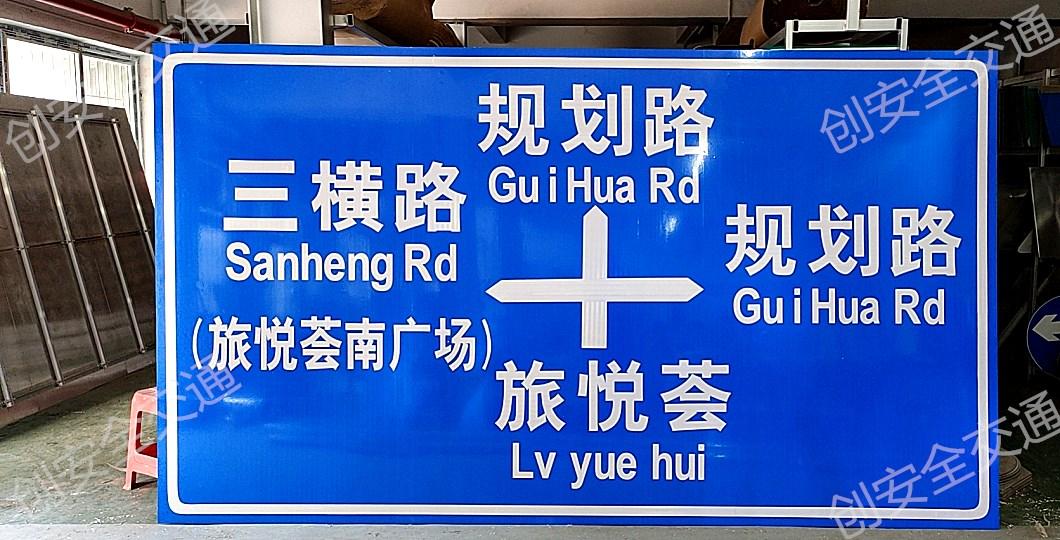 规划路
GuiHua Rd
三横路
Sanheng Rd
(旅悦荟南广场)
规划路
GuiHua Rd
旅悦荟
Lv yue hui
创安全交通
创安全交通
创安全交通
创安全交通